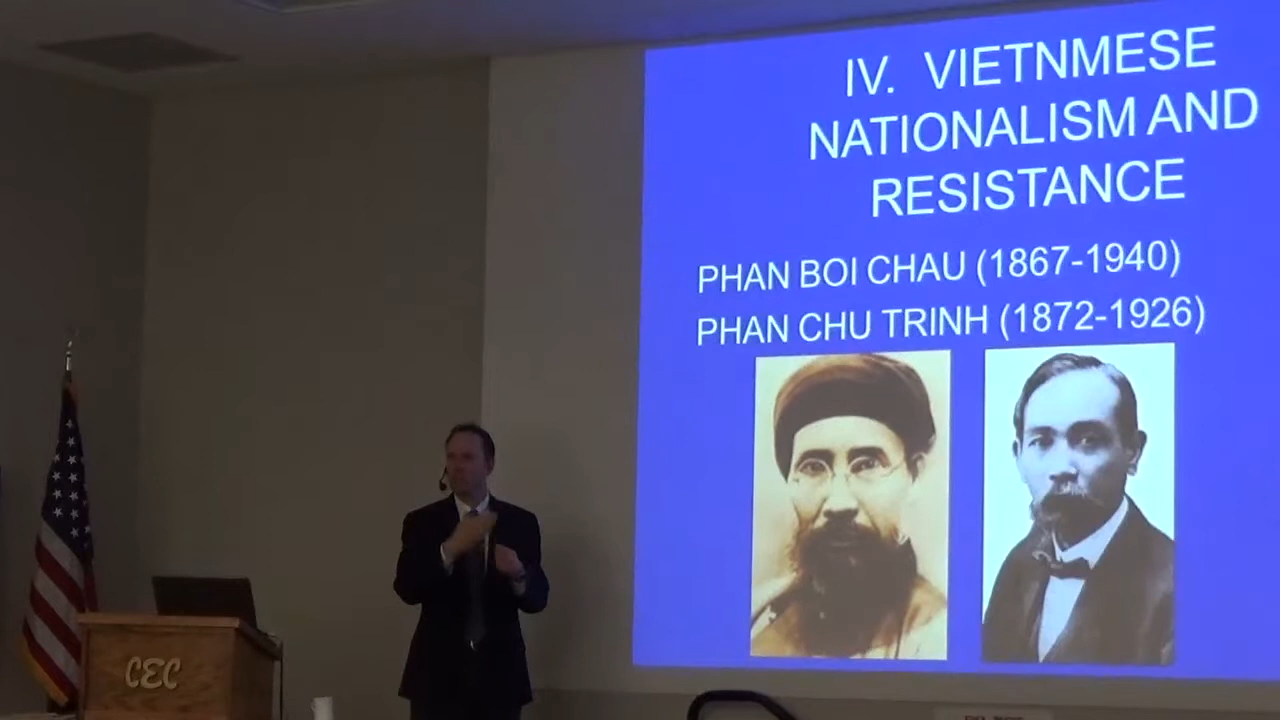 IV. VIETNMESE
NATIONALISM AND
RESISTANCE
PHAN BOI CHAU (1867-1940)
PHAN CHU TRINH (1872-1926)
CEC